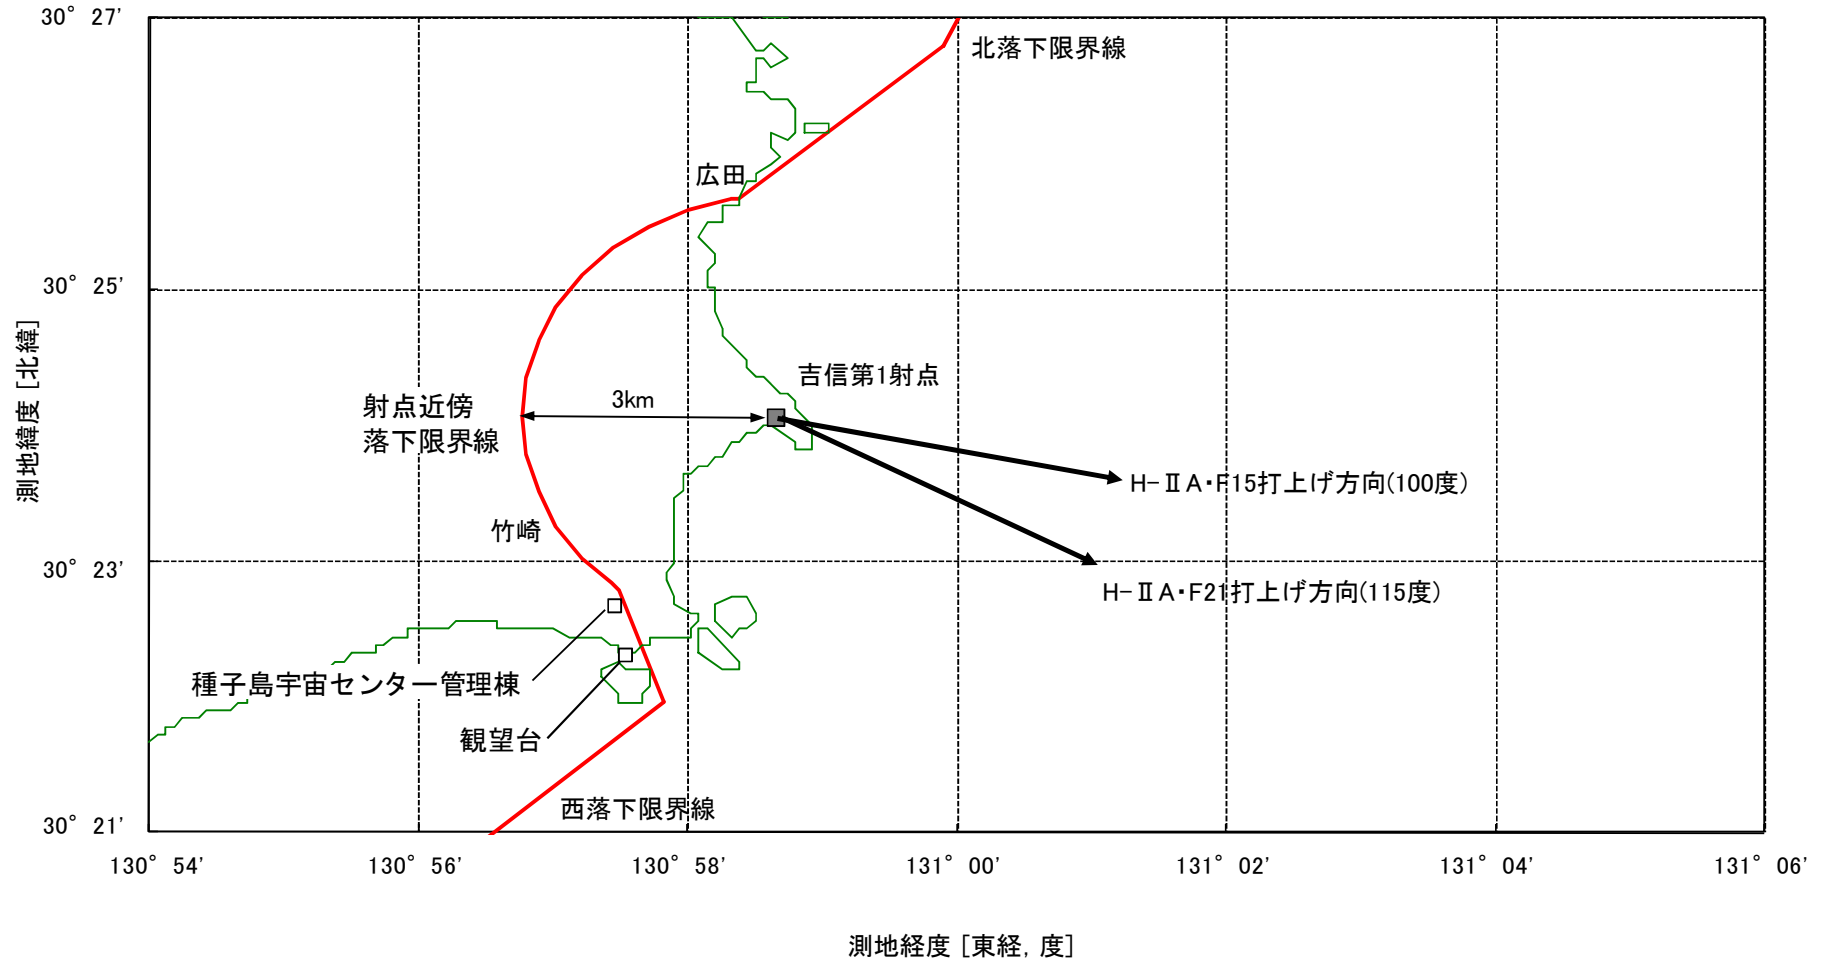 30° 27'
北落下限界線
広田
30° 25'
測地緯度 [北緯]
吉信第1射点
3km
射点近傍
落下限界線
H-ⅡA・F15打上げ方向(100度)
竹崎
30° 23'
H-ⅡA・F21打上げ方向(115度)
種子島宇宙センター管理棟
観望台
西落下限界線
30° 21'
130° 54' 130° 56' 130° 58' 131° 00' 131° 02' 131° 04' 131° 06'
測地経度 [東経, 度]